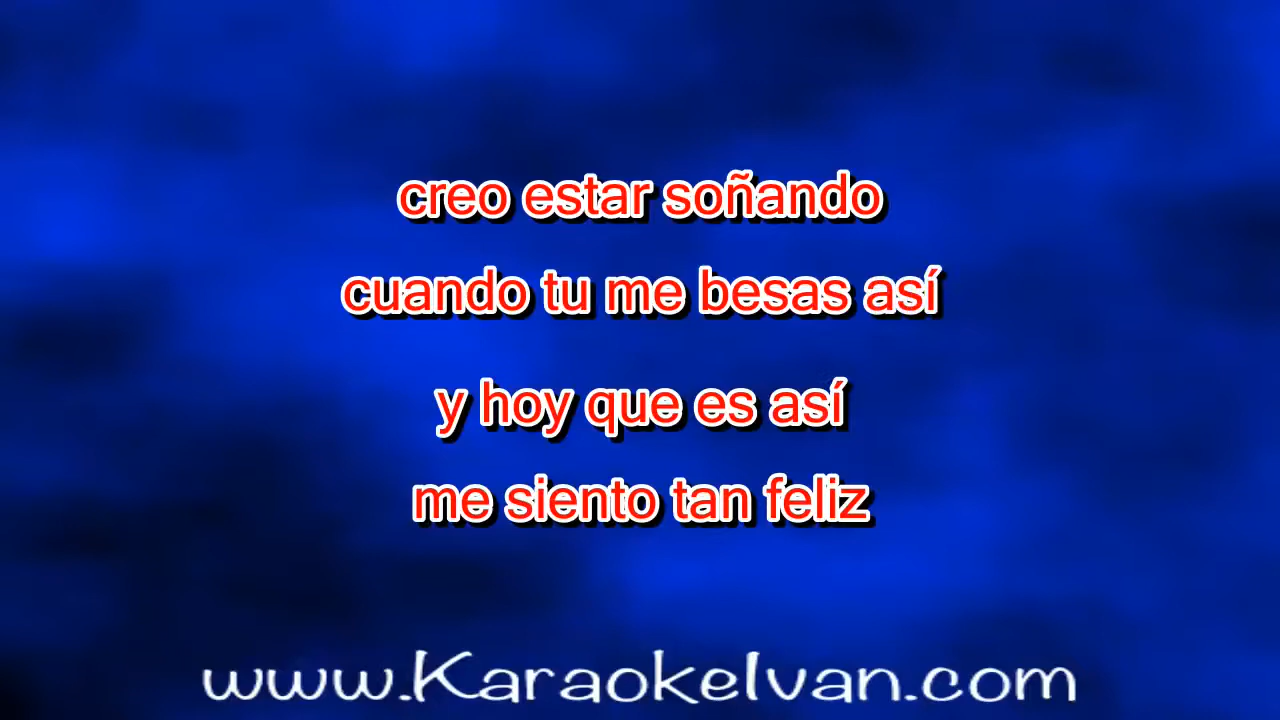 creo estar soñando
cuando tu me besas así
y hoy que es así
me siento tan feliz
www.KaraokeIvan.com